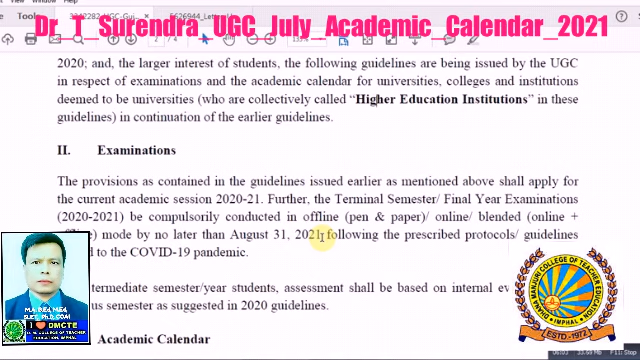 Dr_T_Surendra_UGC_July_Academic_Calendar_2021
2020; and, the larger interest of students, the following guidelines are being issued by the UGC
in respect of examinations and the academic calendar for universities, colleges and institutions
deemed to be universities (who are collectively called “Higher Education Institutions” in these
guidelines) in continuation of the earlier guidelines.
II. Examinations
The provisions as contained in the guidelines issued earlier as mentioned above shall apply for
the current academic session 2020-21. Further, the Terminal Semester/ Final Year Examinations
(2020-2021) be compulsorily conducted in offline (pen & paper)/ online/ blended (online +
mode by no later than August 31, 2021 following the prescribed protocols/ guidelines
to the COVID-19 pandemic.
termediate semester/year students, assessment shall be based on internal
us semester as suggested in 2020 guidelines.
Academic Calendar
I ❤ DMCTE
DHANAMANJURI COLLEGE OF TEACHER EDUCATION
IMPHAL
ESTD-1972